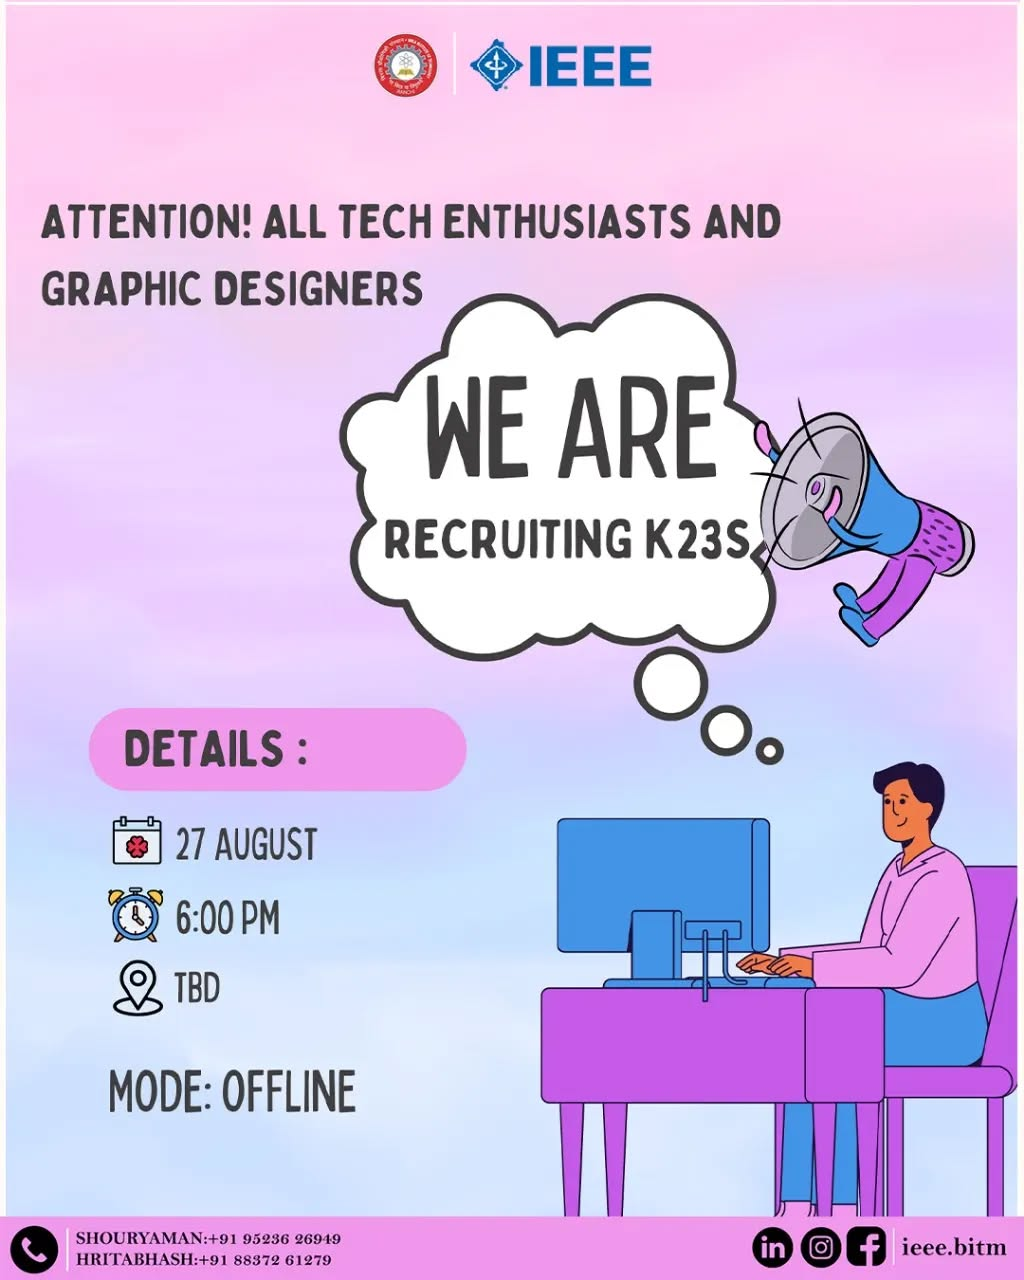 IEEE
ATTENTION! ALL TECH ENTHUSIASTS AND
GRAPHIC DESIGNERS
WE ARE
RECRUITING K23S
DETAILS :
27 AUGUST
6:00 PM
TBD
MODE: OFFLINE
SHOURYAMAN:+91 95236 26949
HRITABHASH:+91 88372 61279
in
ieee.bitm